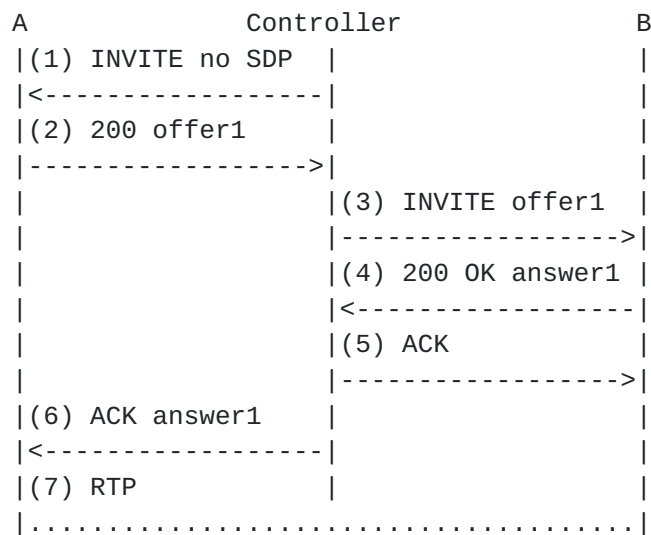 A Controller B
|(1) INVITE no SDP | |
|<------------------| |
|(2) 200 offer1 | |
|------------------>| |
| |(3) INVITE offer1 |
| |------------------>|
| |(4) 200 OK answer1 |
| |<------------------|
| |(5) ACK |
| |------------------>|
|(6) ACK answer1 | |
|<------------------| |
|(7) RTP | |
|.......................................|